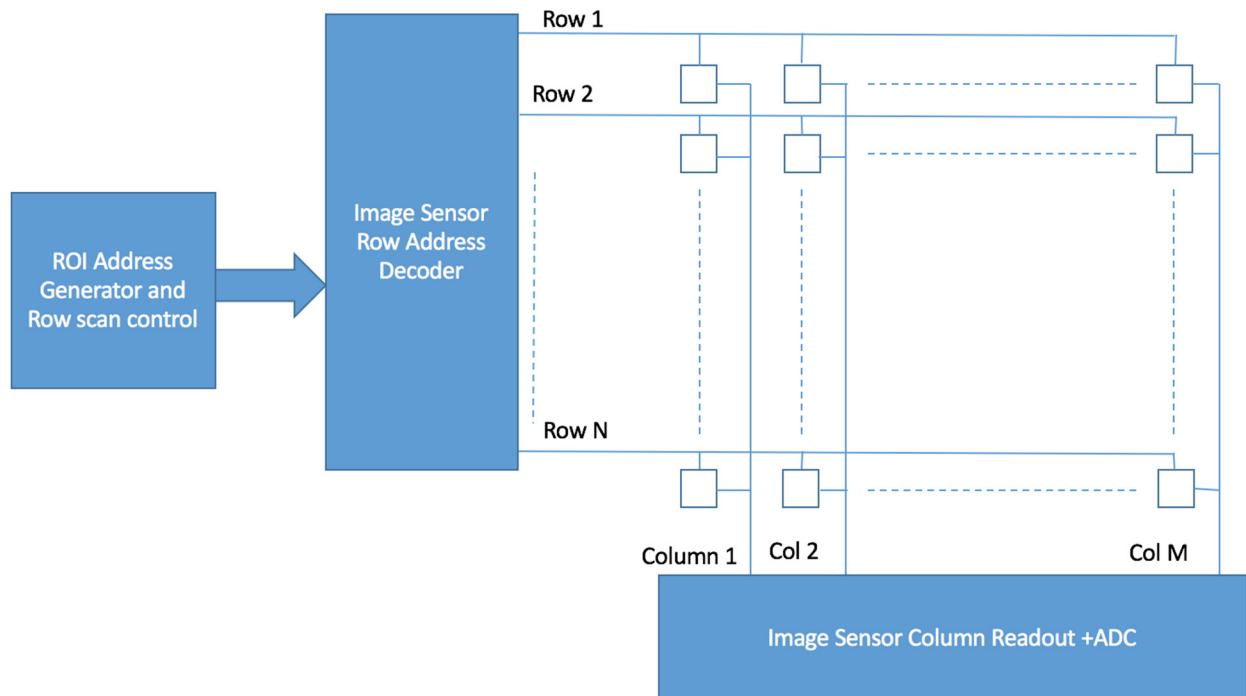 Row 1
Row 2
Image Sensor
Row Address
Decoder
ROI Address
Generator and
Row scan control
Row N
Column 1
Col 2
Col M
Image Sensor Column Readout +ADC